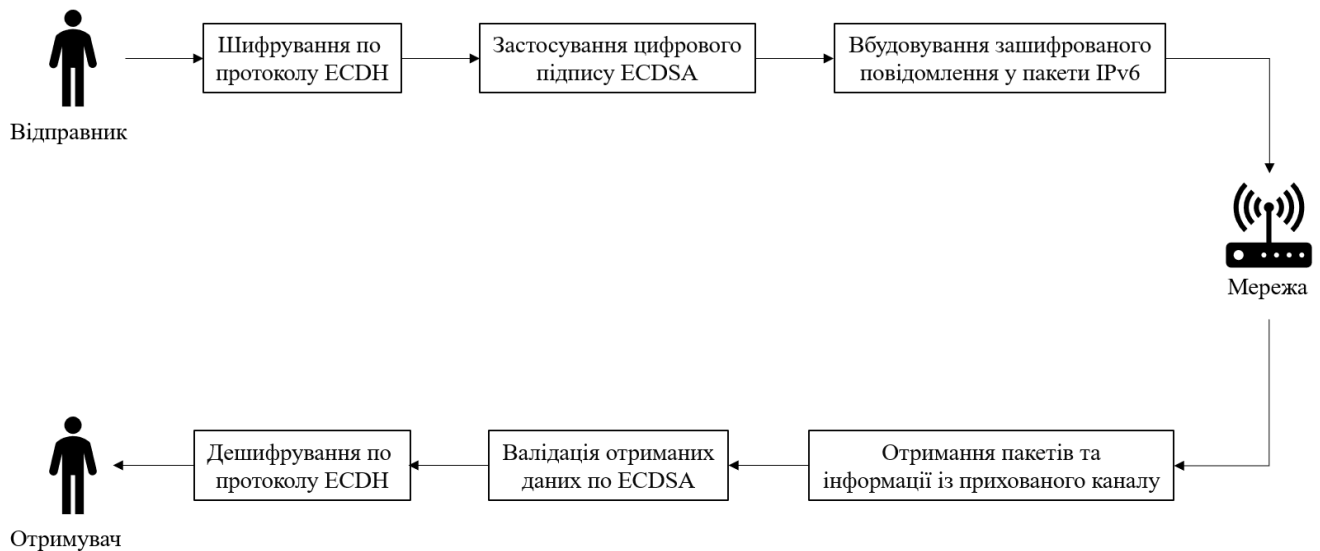 Відправник
Шифрування по
протоколу ECDH
Застосування цифрового
підпису ECDSA
Вбудовування зашифрованого
повідомлення у пакети IPv6
Мережа
Отримання пакетів та
інформації із прихованого каналу
Валідація отриманих
даних по ECDSA
Дешифрування по
протоколу ECDH
Отримувач